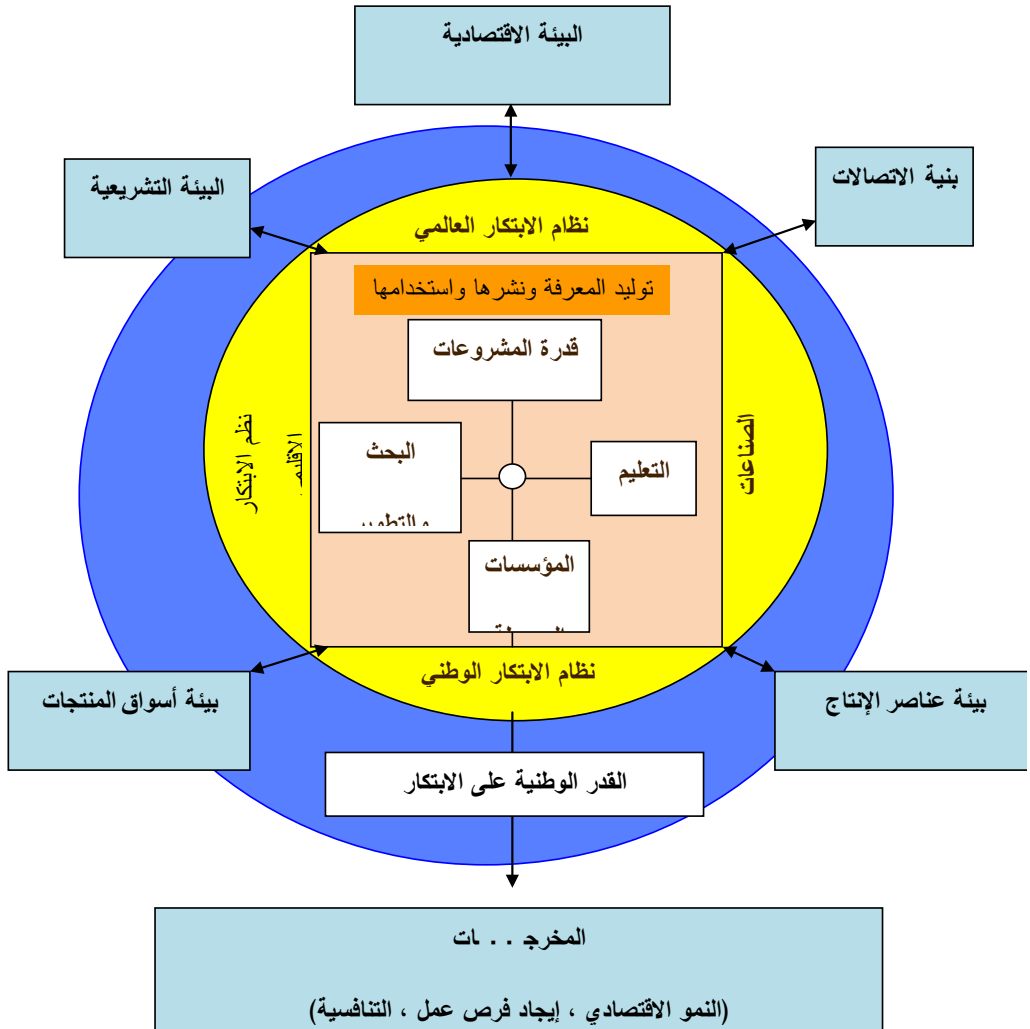 البيئة الاقتصادية
البيئة التشريعية
بنية الاتصالات
نظام الابتكار العالمي
توليد المعرفة ونشرها واستخدامها
قدرة المشروعات
نظم الابتكار
الصناعات
البحث
التعليم
المؤسسات
نظام الابتكار الوطني
بيئة أسواق المنتجات
بيئة عناصر الإنتاج
القدر الوطنية على الابتكار
المخرجـ . . . ـات
(النمو الاقتصادي ، إيجاد فرص عمل ، التنافسية)